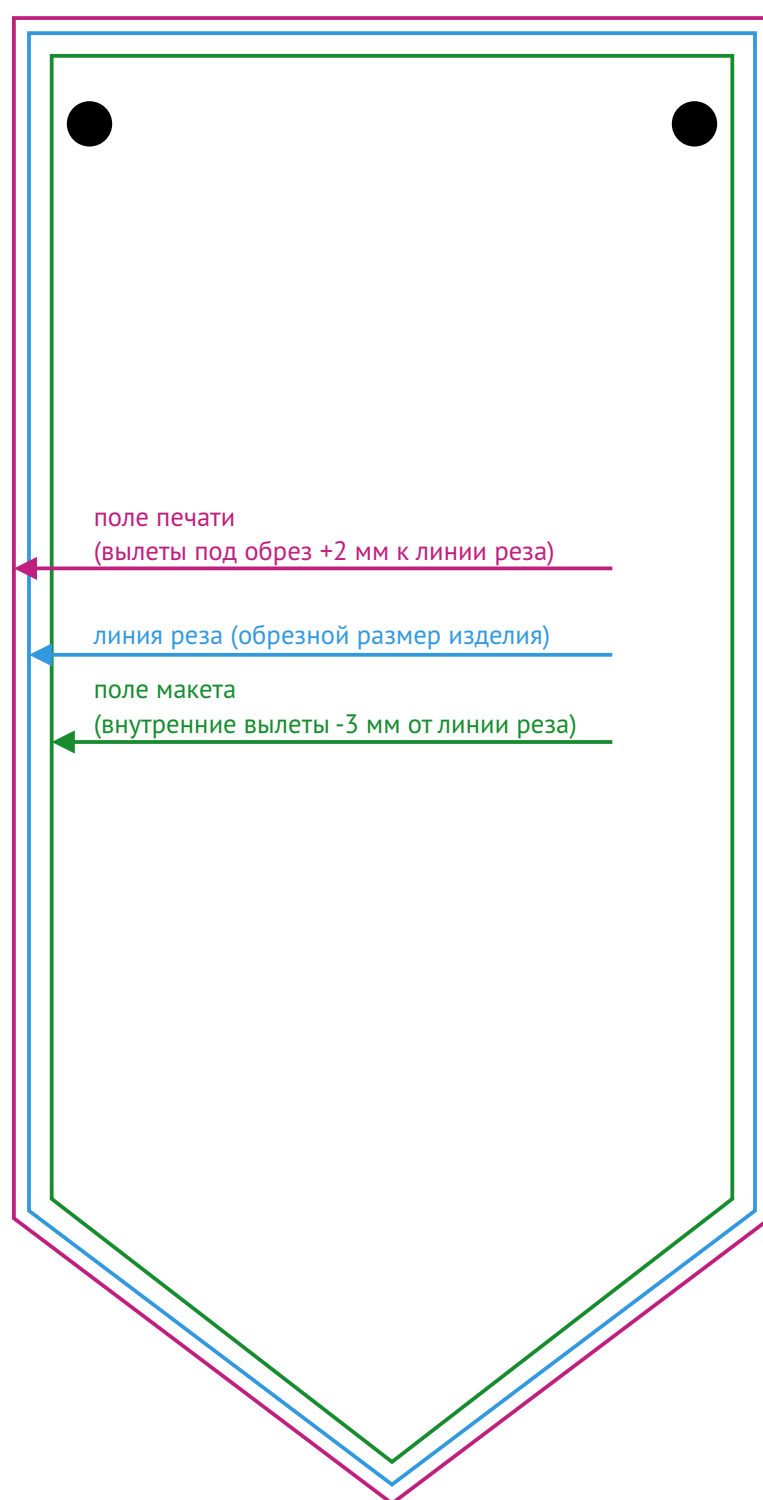 поле печати
(вылеты под обрез +2 мм к линии реза)
линия реза (обрезной размер изделия)
поле макета
(внутренние вылеты -3 мм от линии реза)